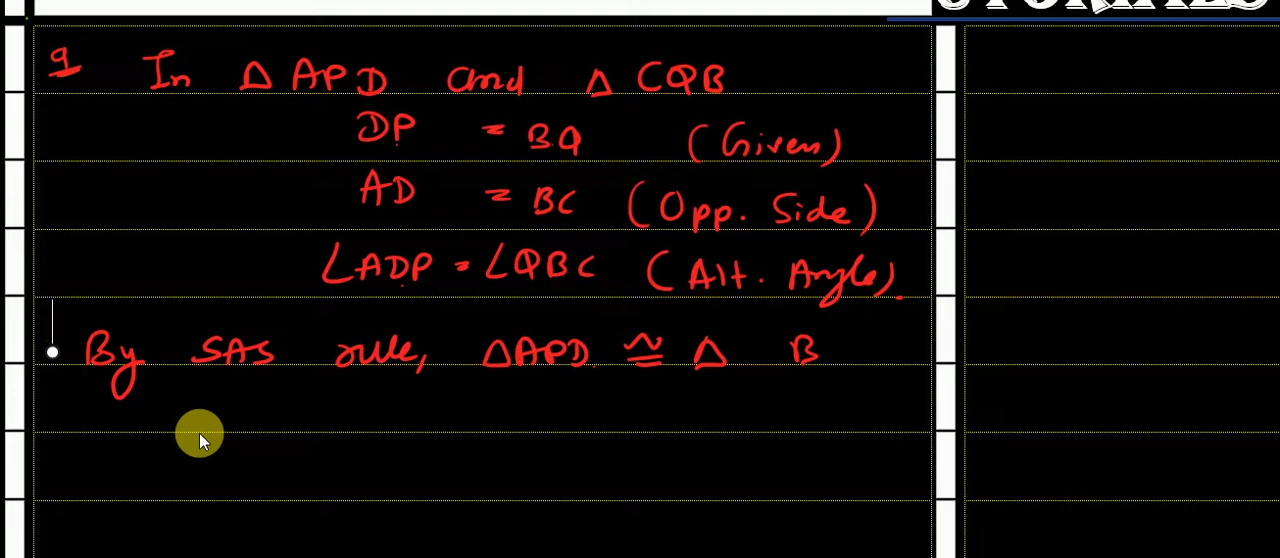 9 In Δ APD and Δ CQB
DP = BQ (Given)
AD = BC (Opp. Side)
∠ADP = ∠QBC (Alt. Angle).
By SAS rule, ΔAPD ≅ Δ B